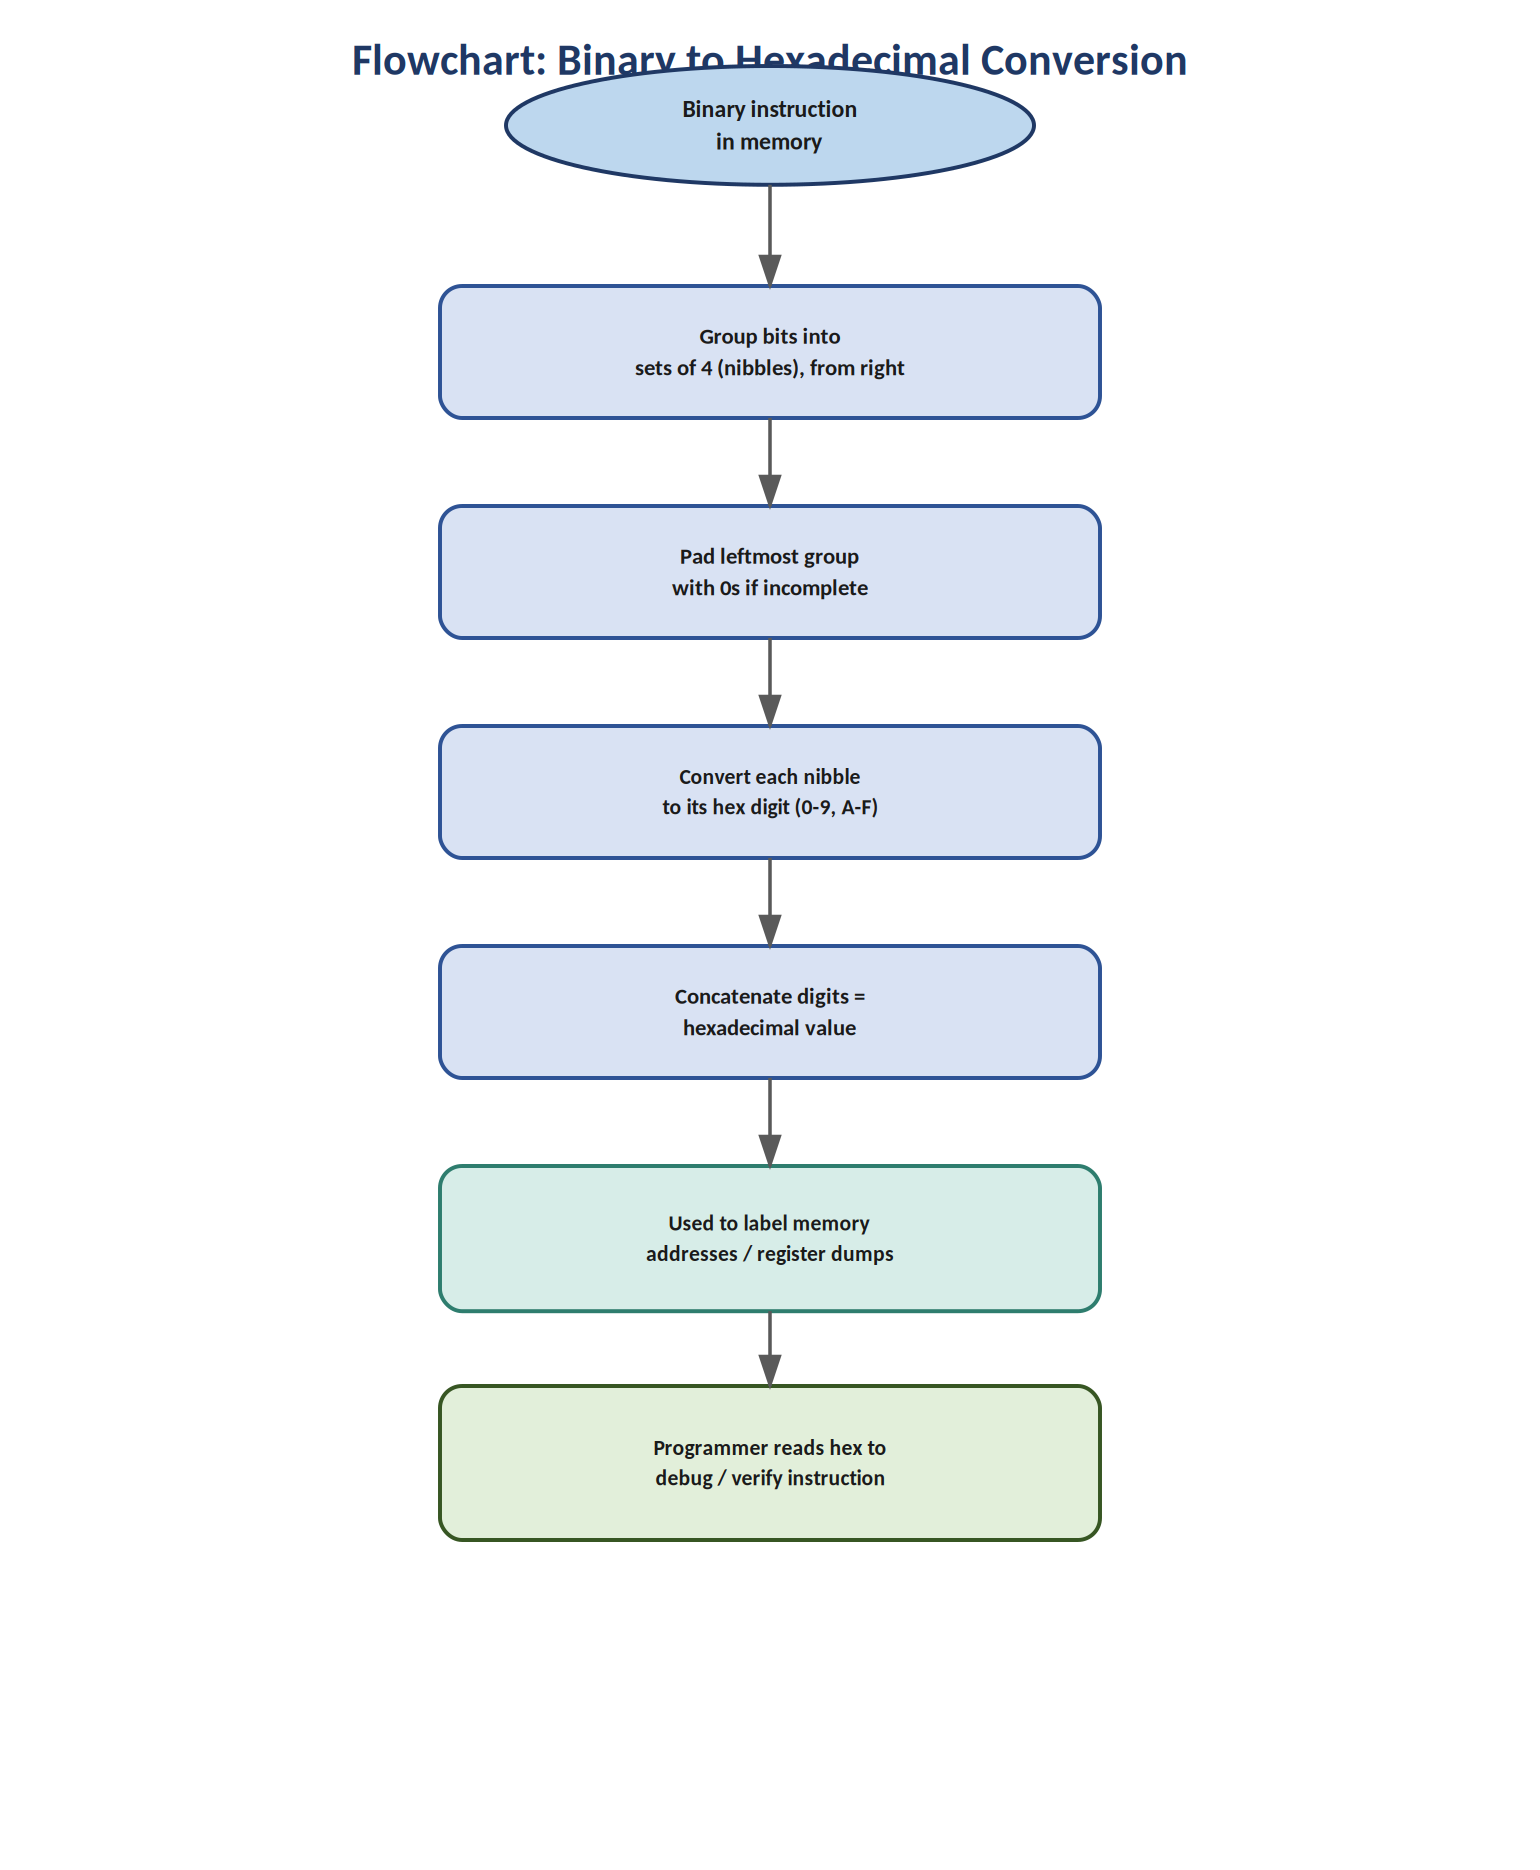 Flowchart: Binary to Hexadecimal Conversion
Binary instruction
in memory
Group bits into
sets of 4 (nibbles), from right
Pad leftmost group
with 0s if incomplete
Convert each nibble
to its hex digit (0-9, A-F)
Concatenate digits =
hexadecimal value
Used to label memory
addresses / register dumps
Programmer reads hex to
debug / verify instruction